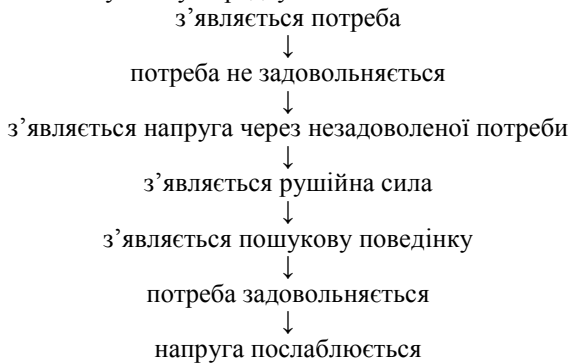 з’являється потреба
↓
потреба не задовольняється
↓
з’являється напруга через незадоволеної потреби
↓
з’являється рушійна сила
↓
з’являється пошукову поведінку
↓
потреба задовольняється
↓
напруга послаблюється